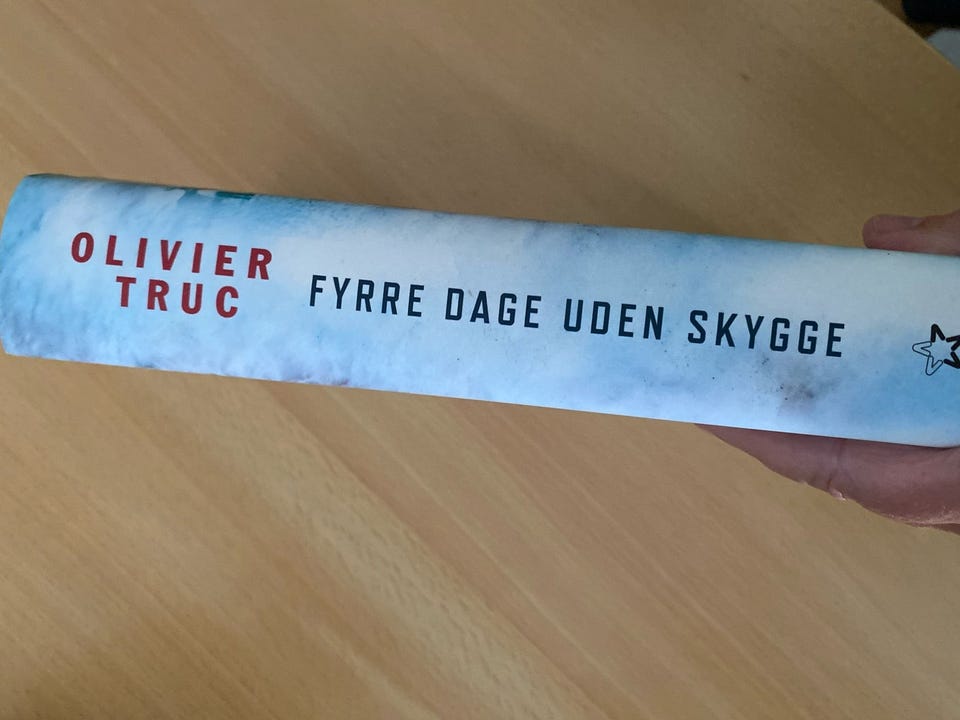 OLIVIER
TRUC
FYRRE DAGE UDEN SKYGGE